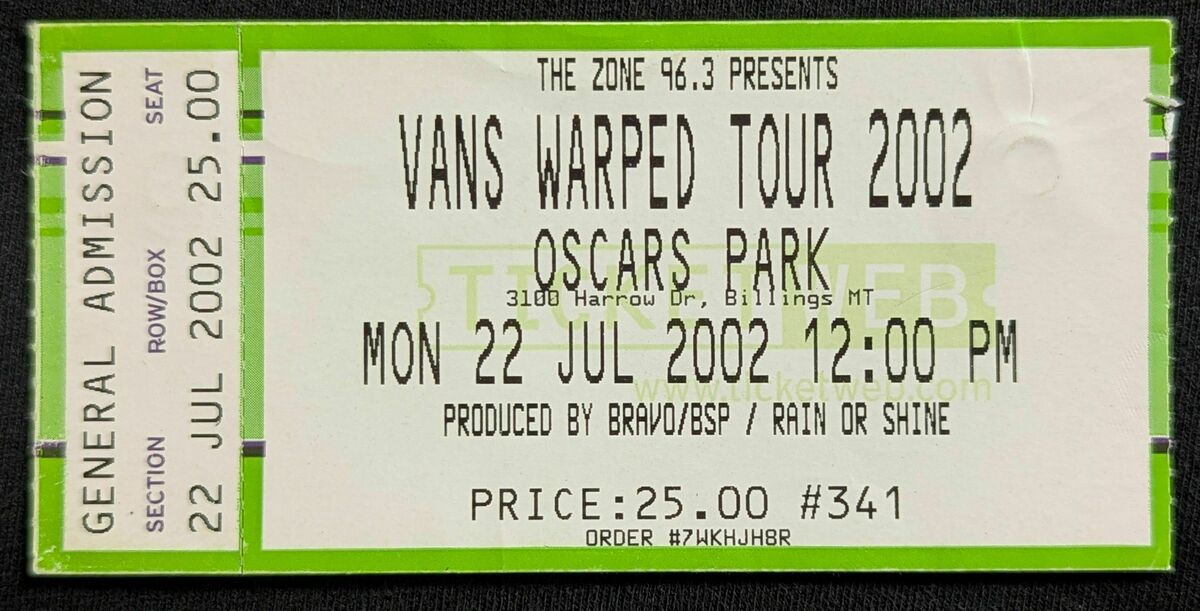 GENERAL ADMISSION
SECTION ROW/BOX SEAT
22 JUL 2002 25.00
THE ZONE 96.3 PRESENTS
VANS WARPED TOUR 2002
OSCARS PARK
TICKETWEB
3100 Harrow Dr, Billings MT
MON 22 JUL 2002 12:00 PM
www.ticketweb.com
PRODUCED BY BRAVO/BSP / RAIN OR SHINE
PRICE:25.00 #341
ORDER #7WKHJH8R